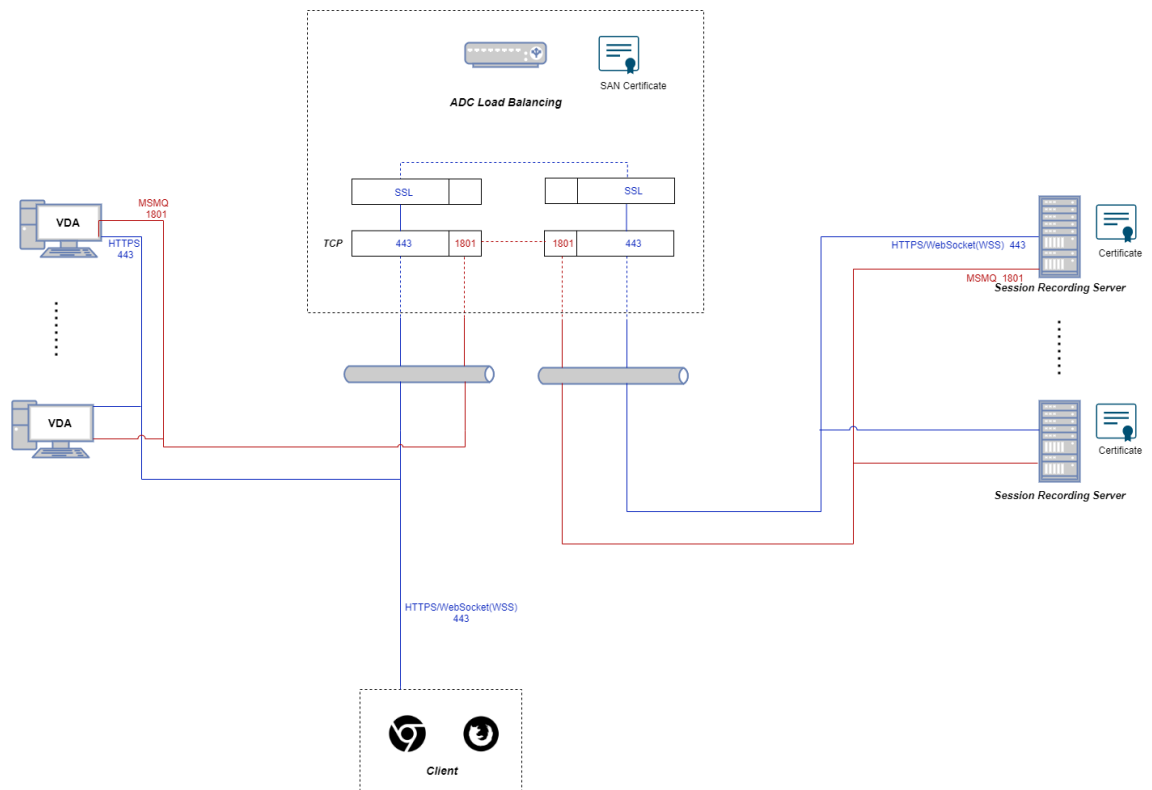 SAN Certificate
ADC Load Balancing
SSL
SSL
TCP
443
1801
1801
443
VDA
MSMQ
1801
HTTPS
443
VDA
HTTPS/WebSocket(WSS) 443
MSMQ 1801
Certificate
Session Recording Server
Certificate
Session Recording Server
HTTPS/WebSocket(WSS)
443
Client